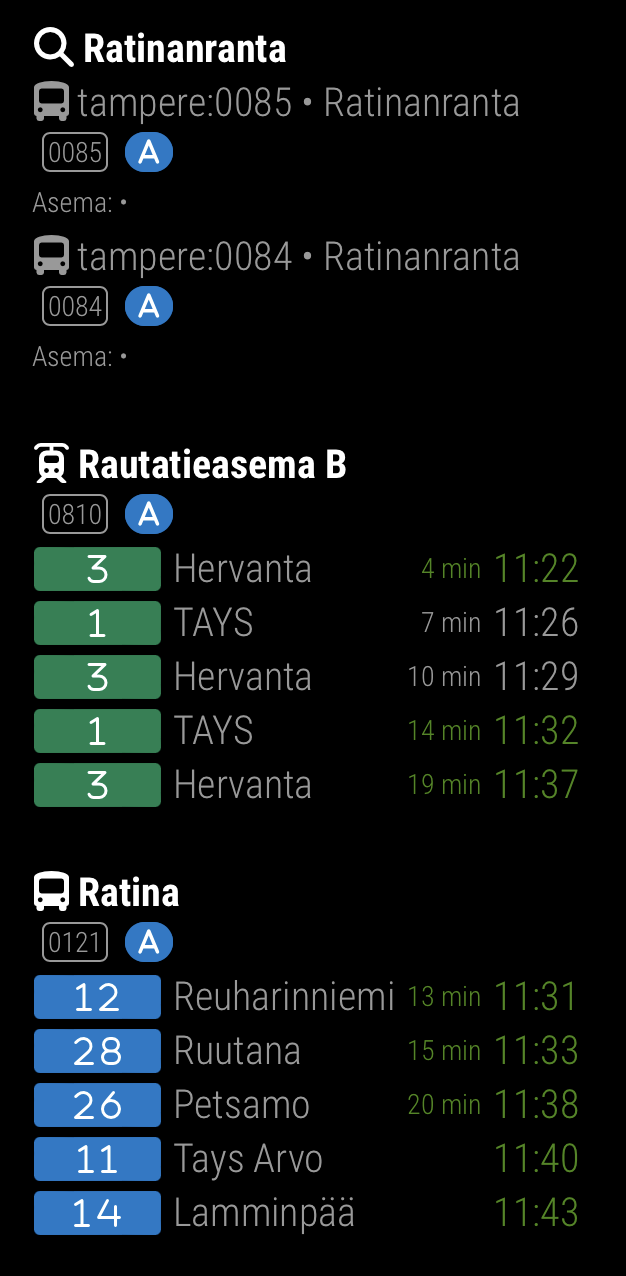 Ratinanranta
tampere:0085 • Ratinanranta
0085 A
Asema: •
tampere:0084 • Ratinanranta
0084 A
Asema: •
Rautatieasema B
0810 A
3 Hervanta 4 min 11:22
1 TAYS 7 min 11:26
3 Hervanta 10 min 11:29
1 TAYS 14 min 11:32
3 Hervanta 19 min 11:37
Ratina
0121 A
12 Reuharinniemi 13 min 11:31
28 Ruutana 15 min 11:33
26 Petsamo 20 min 11:38
11 Tays Arvo 11:40
14 Lamminpää 11:43